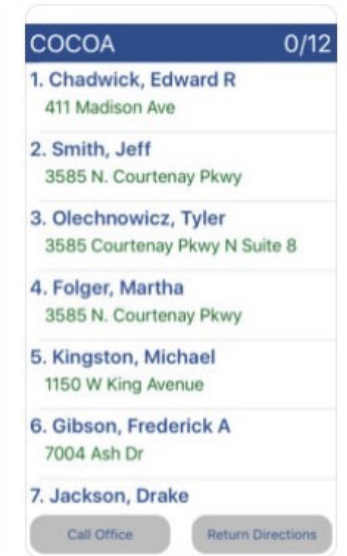 COCOA 0/12
1. Chadwick, Edward R
411 Madison Ave
2. Smith, Jeff
3585 N. Courtenay Pkwy
3. Olechnowicz, Tyler
3585 Courtenay Pkwy N Suite 8
4. Folger, Martha
3585 N. Courtenay Pkwy
5. Kingston, Michael
1150 W King Avenue
6. Gibson, Frederick A
7004 Ash Dr
7. Jackson, Drake
Call Office Return Directions